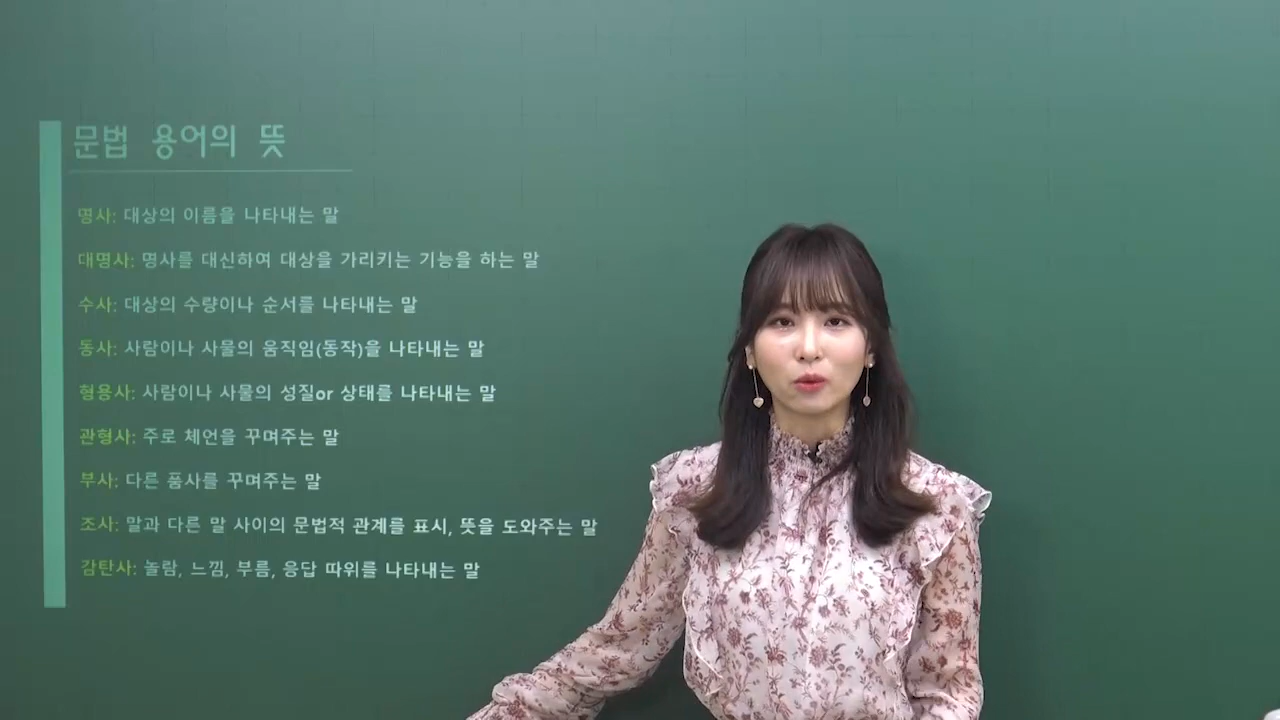 문법 용어의 뜻
명사: 대상의 이름을 나타내는 말
대명사: 명사를 대신하여 대상을 가리키는 기능을 하는 말
수사: 대상의 수량이나 순서를 나타내는 말
동사: 사람이나 사물의 움직임(동작)을 나타내는 말
형용사: 사람이나 사물의 성질or 상태를 나타내는 말
관형사: 주로 체언을 꾸며주는 말
부사: 다른 품사를 꾸며주는 말
조사: 말과 다른 말 사이의 문법적 관계를 표시, 뜻을 도와주는 말
감탄사: 놀람, 느낌, 부름, 응답 따위를 나타내는 말